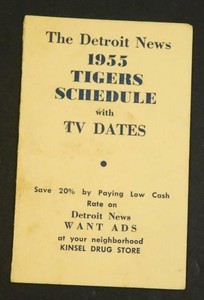 The Detroit News
1955
TIGERS
SCHEDULE
with
TV DATES
Save 20% by Paying Low Cash
Rate on
Detroit News
WANT ADS
at your neighborhood
KINSEL DRUG STORE